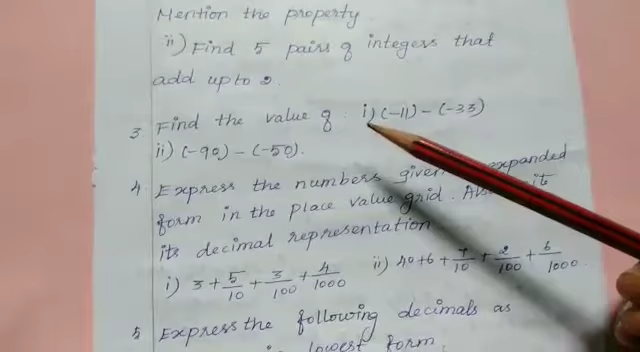 Mention the property
ii) Find 5 pairs of integers that
add up to 2.
3 Find the value of i) (-11) - (-33)
ii) (-90) - (-50).
4. Express the numbers given expanded
form in the place value grid. it
its decimal representation
i) 3 + 5/10 + 3/100 + 4/1000 ii) 40+6 + 7/10 + 2/100 + 6/1000.
5 Express the following decimals as
lowest form.